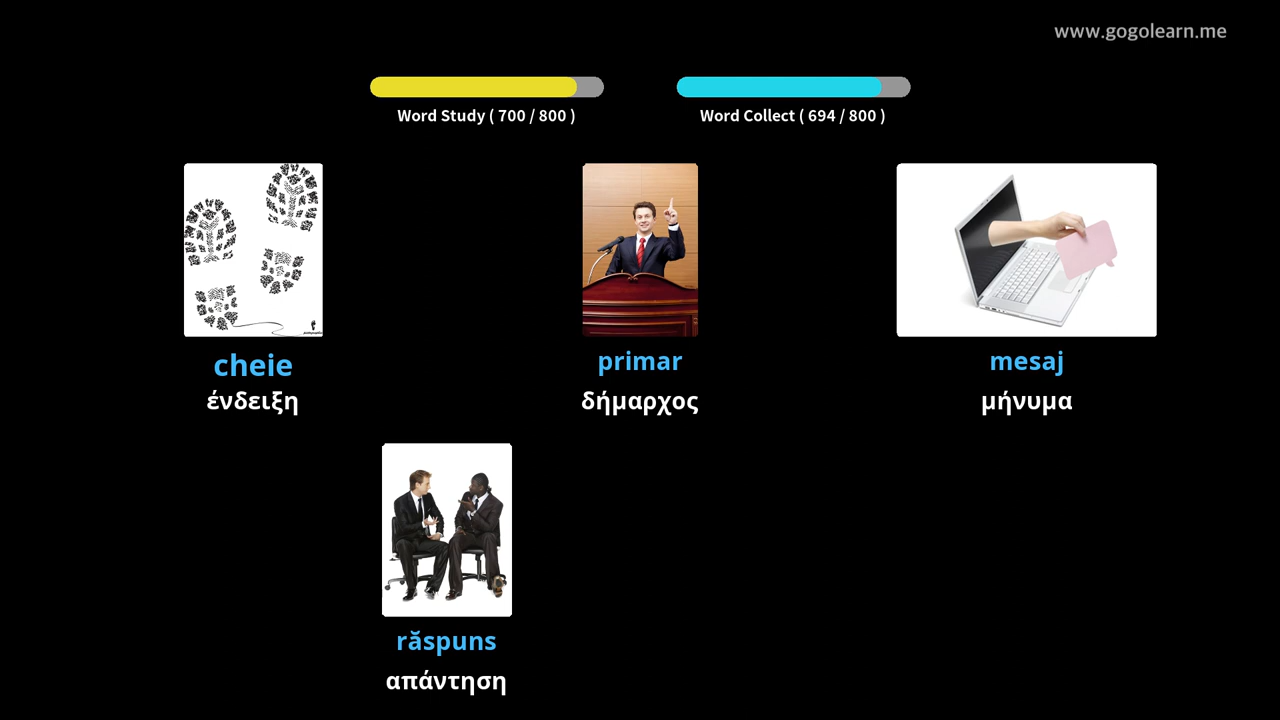 www.gogolearn.me
Word Study ( 700 / 800 )
Word Collect ( 694 / 800 )
cheie
ένδειξη
primar
δήμαρχος
mesaj
μήνυμα
răspuns
απάντηση